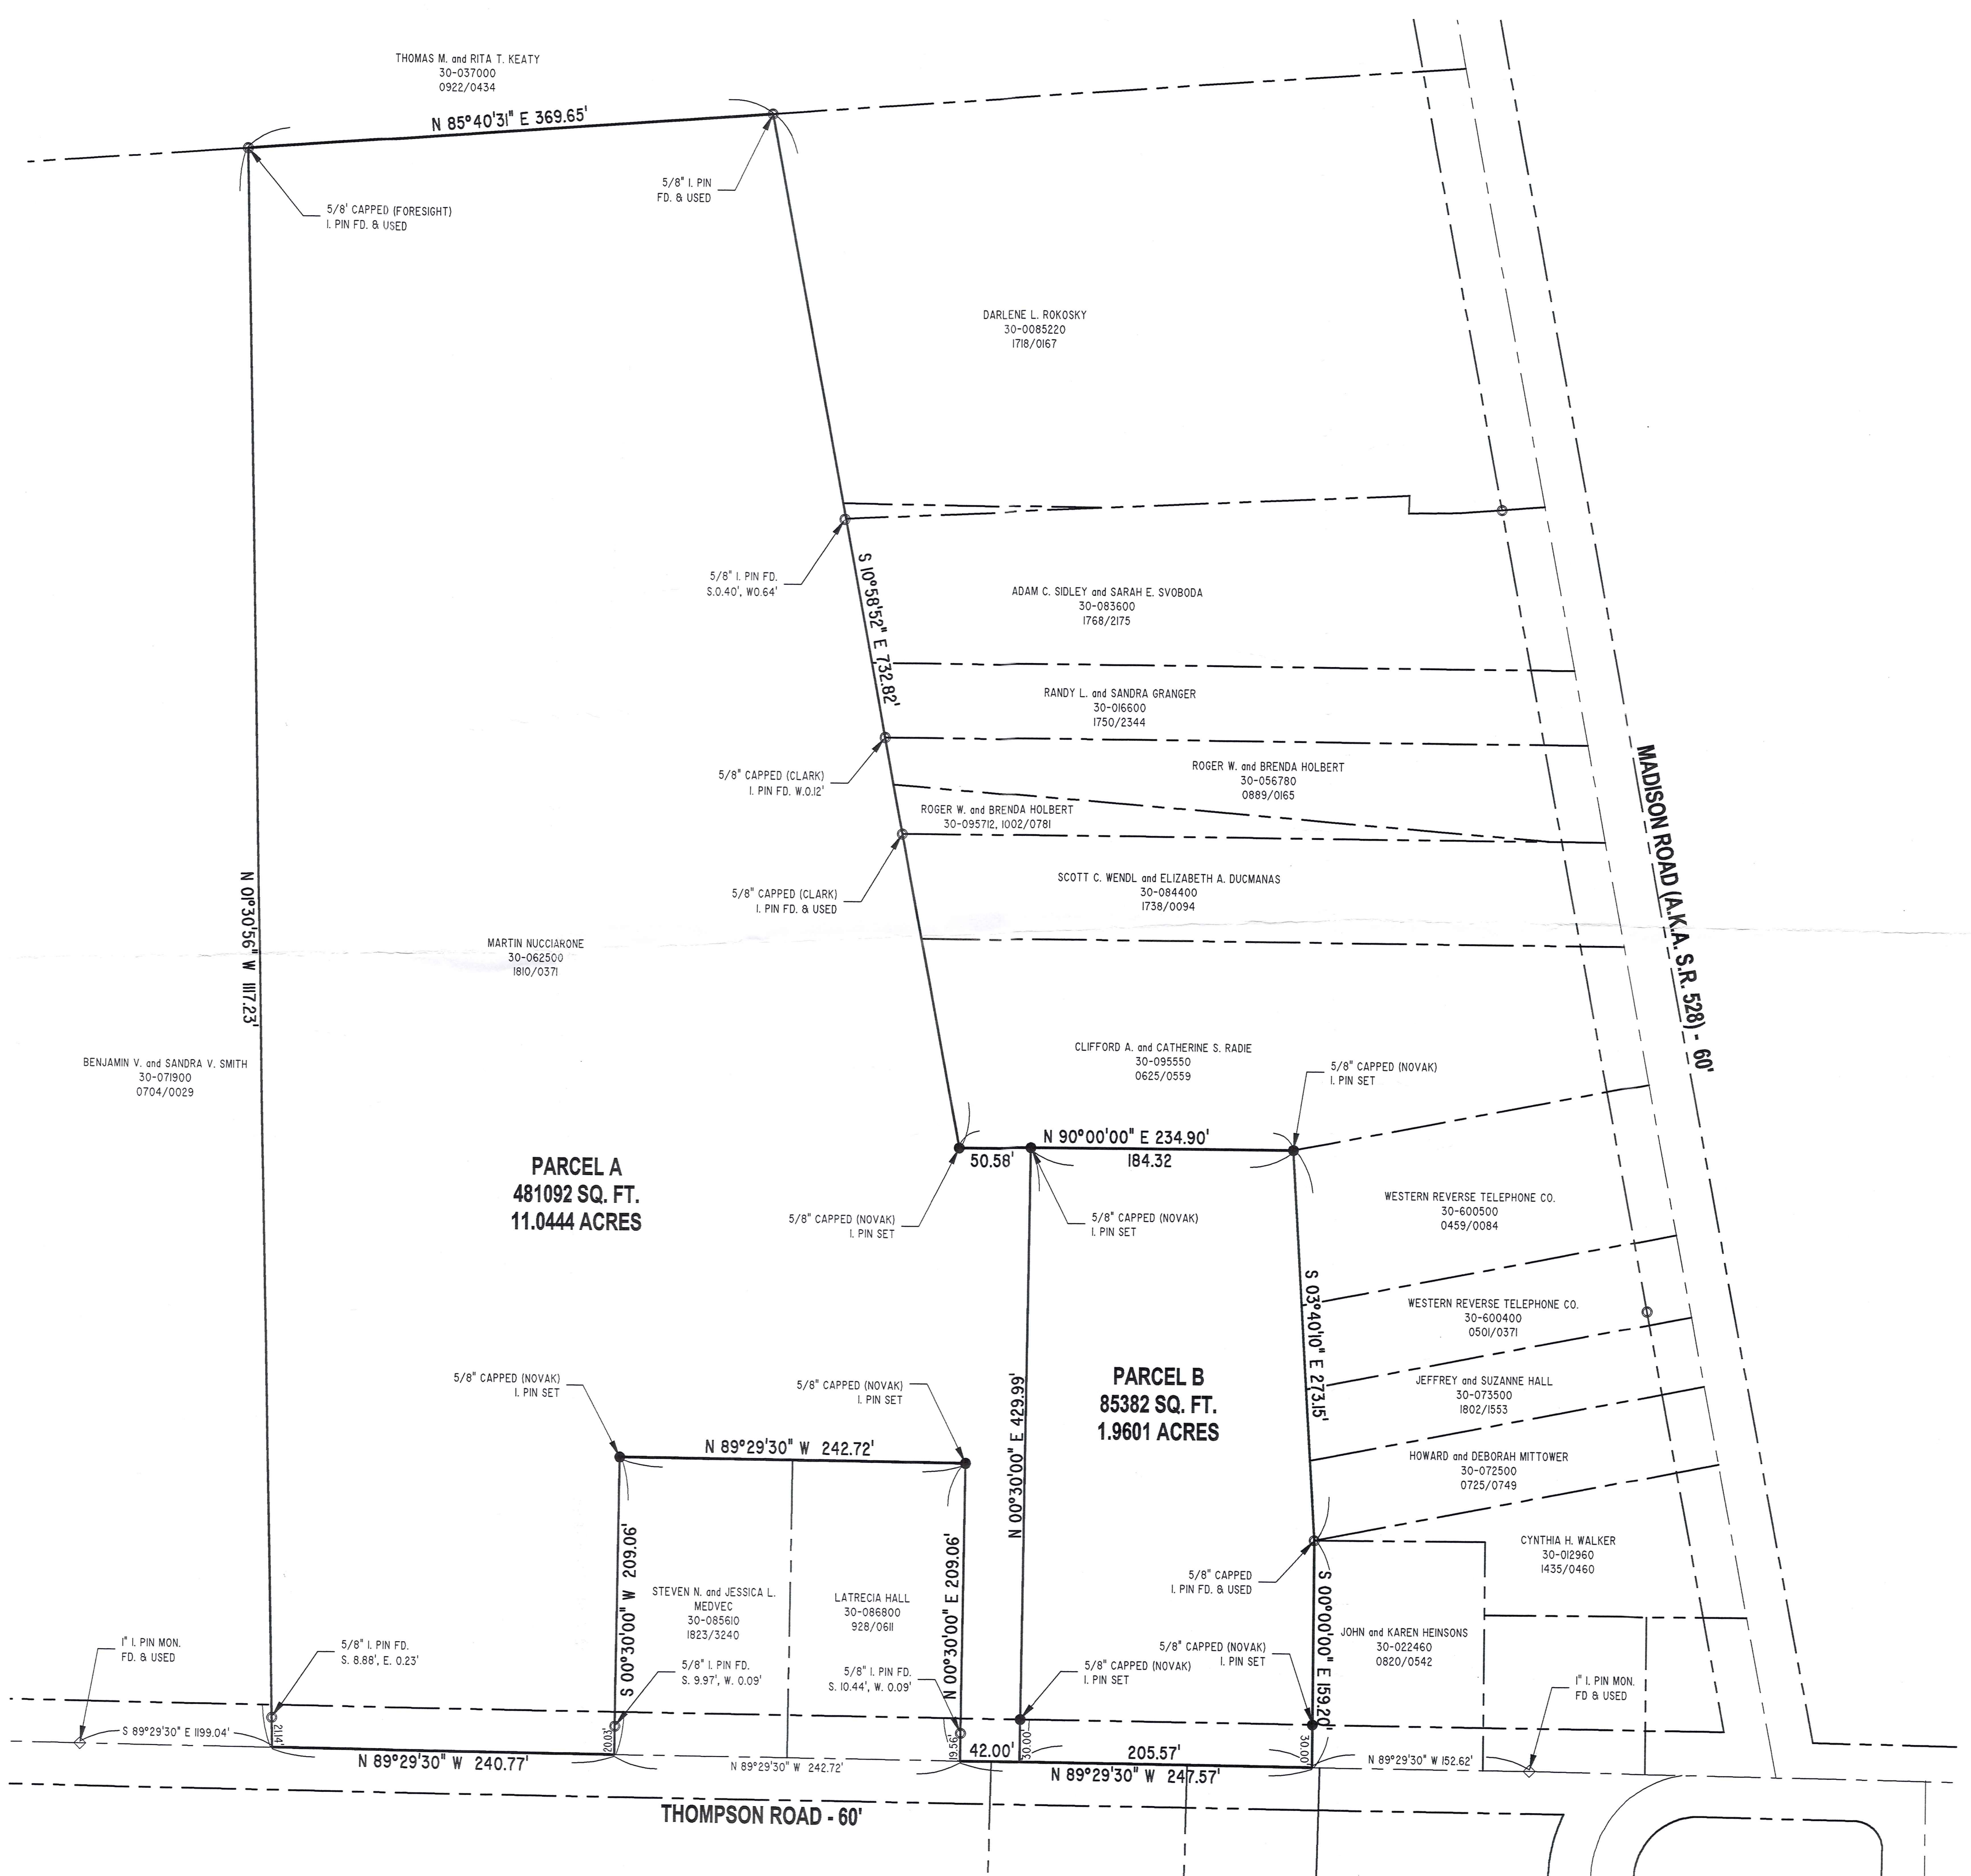 THOMAS M. and RITA T. KEATY
30-037000
0922/0434
N 85°40'31" E 369.65'
5/8' CAPPED (FORESIGHT)
I. PIN FD. & USED
5/8" I. PIN
FD. & USED
DARLENE L. ROKOSKY
30-0085220
1718/0167
5/8" I. PIN FD.
S.0.40', W0.64'
S 10°58'52" E 732.82'
ADAM C. SIDLEY and SARAH E. SVOBODA
30-083600
1768/2175
RANDY L. and SANDRA GRANGER
30-016600
1750/2344
5/8" CAPPED (CLARK)
I. PIN FD. W.0.12'
ROGER W. and BRENDA HOLBERT
30-056780
0889/0165
ROGER W. and BRENDA HOLBERT
30-095712, 1002/0781
5/8" CAPPED (CLARK)
I. PIN FD. & USED
SCOTT C. WENDL and ELIZABETH A. DUCMANAS
30-084400
1738/0094
MADISON ROAD (A.K.A. S.R. 528) - 60'
N 01°30'56" W 1117.23'
MARTIN NUCCIARONE
30-062500
1810/0371
BENJAMIN V. and SANDRA V. SMITH
30-071900
0704/0029
CLIFFORD A. and CATHERINE S. RADIE
30-095550
0625/0559
5/8" CAPPED (NOVAK)
I. PIN SET
N 90°00'00" E 234.90'
50.58'
184.32
PARCEL A
481092 SQ. FT.
11.0444 ACRES
5/8" CAPPED (NOVAK)
I. PIN SET
5/8" CAPPED (NOVAK)
I. PIN SET
WESTERN REVERSE TELEPHONE CO.
30-600500
0459/0084
S 03°40'10" E 273.15'
WESTERN REVERSE TELEPHONE CO.
30-600400
0501/0371
JEFFREY and SUZANNE HALL
30-073500
1802/1553
HOWARD and DEBORAH MITTOWER
30-072500
0725/0749
PARCEL B
85382 SQ. FT.
1.9601 ACRES
N 00°30'00" E 429.99'
5/8" CAPPED (NOVAK)
I. PIN SET
5/8" CAPPED (NOVAK)
I. PIN SET
N 89°29'30" W 242.72'
S 00°30'00" W 209.06'
STEVEN N. and JESSICA L.
MEDVEC
30-085610
1823/3240
LATRECIA HALL
30-086800
928/0611
N 00°30'00" E 209.06'
5/8" CAPPED
I. PIN FD. & USED
S 00°00'00" E 159.20'
CYNTHIA H. WALKER
30-012960
1435/0460
JOHN and KAREN HEINSONS
30-022460
0820/0542
1" I. PIN MON.
FD. & USED
5/8" I. PIN FD.
S. 8.88', E. 0.23'
5/8" I. PIN FD.
S. 9.97', W. 0.09'
5/8" I. PIN FD.
S. 10.44', W. 0.09'
5/8" CAPPED (NOVAK)
I. PIN SET
5/8" CAPPED (NOVAK)
I. PIN SET
1" I. PIN MON.
FD & USED
S 89°29'30" E 1199.04'
21.14'
N 89°29'30" W 240.77'
20.03'
N 89°29'30" W 242.72'
19.56'
42.00'
30.00'
205.57'
30.00'
N 89°29'30" W 247.57'
N 89°29'30" W 152.62'
THOMPSON ROAD - 60'